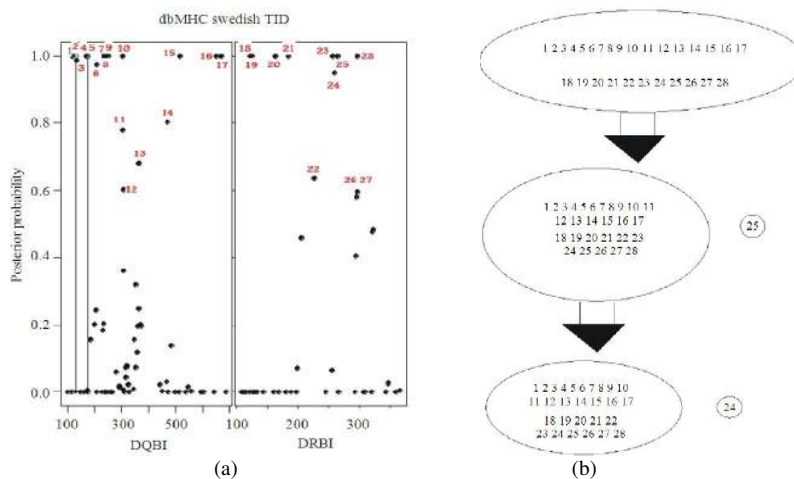 dbMHC swedish TID
1 2 4 5 7 9 10 15 16 18 21 23 28
3 6 8 17 19 20 25
24
14
11
13
22
12
26 27
Posterior probability
1.0
0.8
0.6
0.4
0.2
0.0
100 300 500 100 300
DQBI DRBI
(a)
1 2 3 4 5 6 7 8 9 10 11 12 13 14 15 16 17
18 19 20 21 22 23 24 25 26 27 28
1 2 3 4 5 6 7 8 9 10 11
12 13 14 15 16 17
18 19 20 21 22 23
24 25 26 27 28
25
1 2 3 4 5 6 7 8 9 10
11 12 13 14 15 16 17
18 19 20 21 22
23 24 25 26 27 28
24
(b)